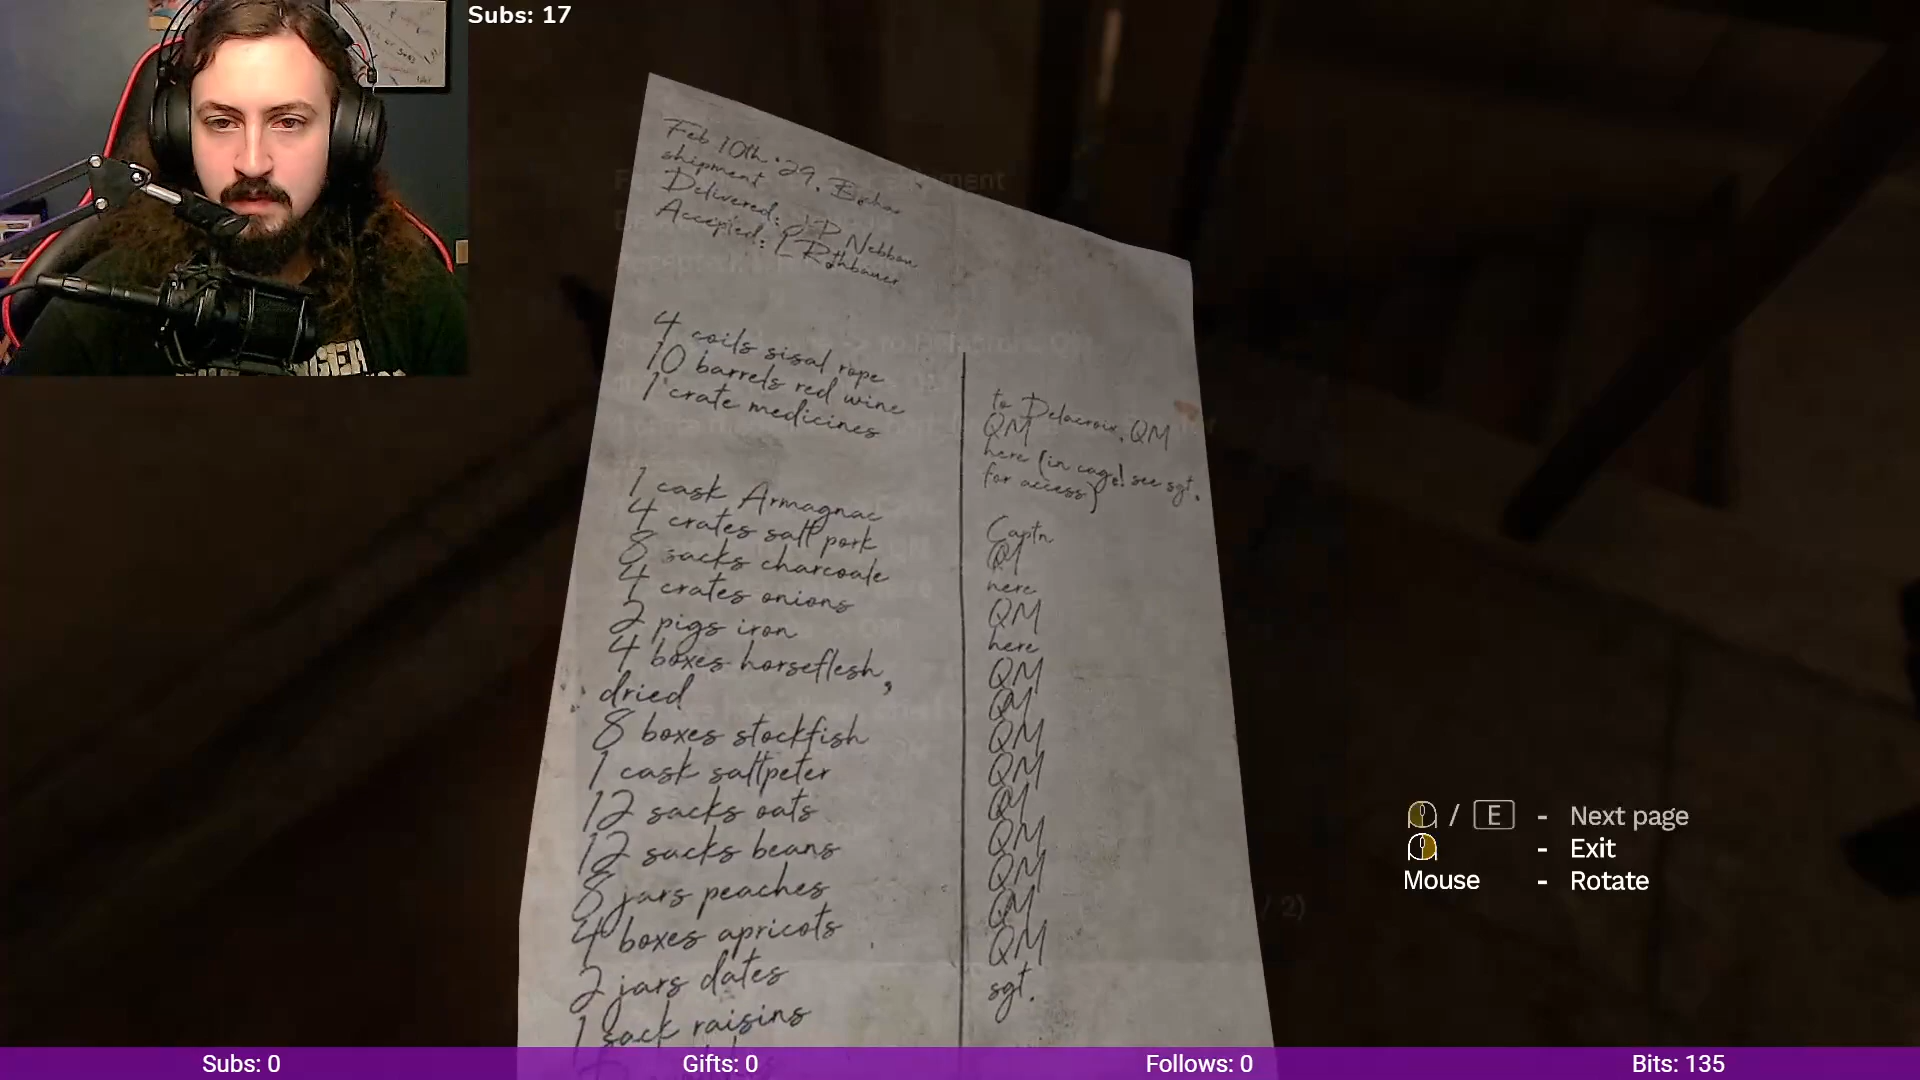 Subs: 17
Feb 10th '29.
shipment
Delivered: J P Nebbou
Accepted: L Rothbauer
4 coils sisal rope
10 barrels red wine
1 crate medicines
1 cask Armagnac
4 crates salt pork
8 sacks charcoale
4 crates onions
2 pigs iron
4 boxes horseflesh,
dried
8 boxes stockfish
1 cask saltpeter
12 sacks oats
12 sacks beans
8 jars peaches
4 boxes apricots
2 jars dates
1 sack raisins
to Delacroix, QM
QM
here (in cage! see sgt.
for access)
Captn
QM
here
QM
here
QM
QM
QM
QM
QM
QM
QM
QM
QM
sgt.
/ E - Next page
- Exit
Mouse - Rotate
/ 2)
Subs: 0
Gifts: 0
Follows: 0
Bits: 135